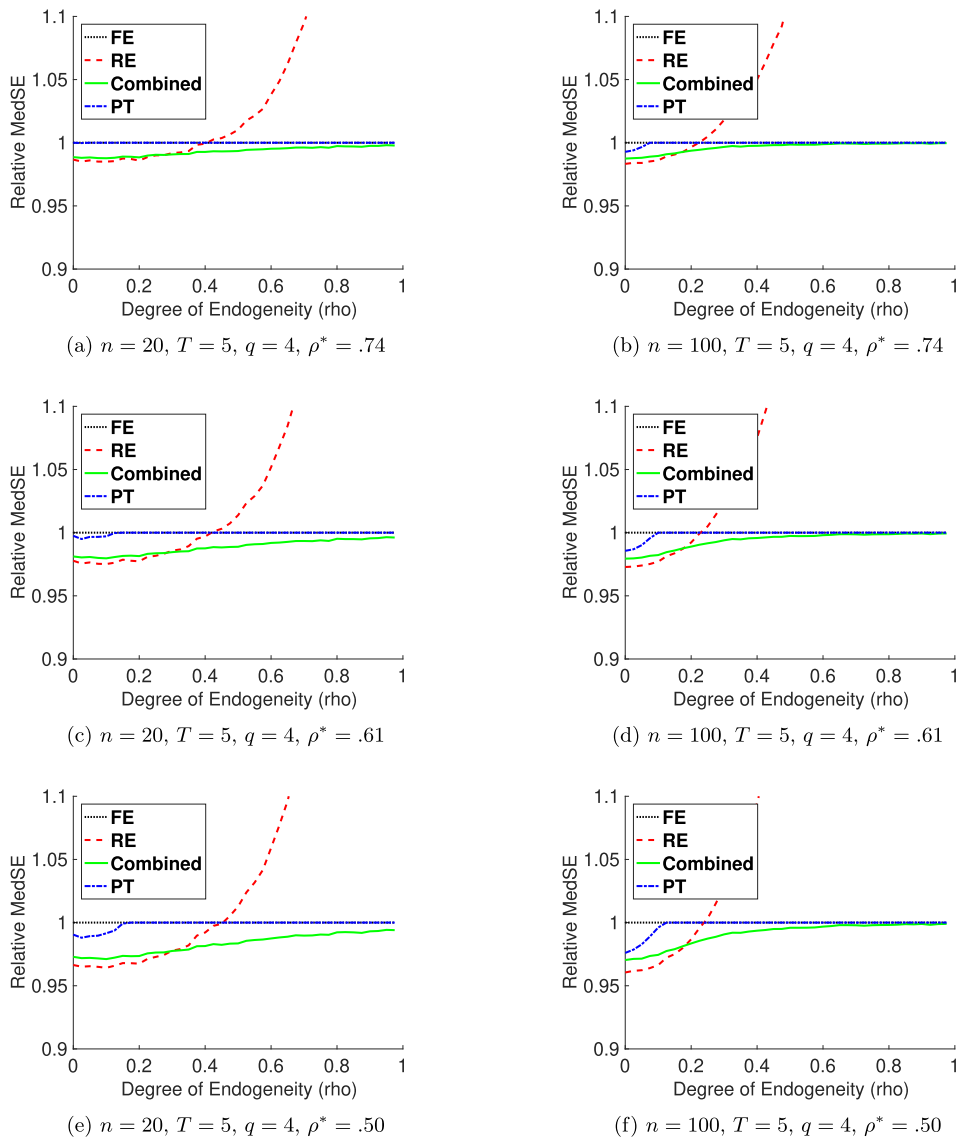 1.1
1.05
1
0.95
0.9
Relative MedSE
FE
RE
Combined
PT
0 0.2 0.4 0.6 0.8 1
Degree of Endogeneity (rho)
(a) n = 20, T = 5, q = 4, ρ* = .74
1.1
1.05
1
0.95
0.9
Relative MedSE
FE
RE
Combined
PT
0 0.2 0.4 0.6 0.8 1
Degree of Endogeneity (rho)
(b) n = 100, T = 5, q = 4, ρ* = .74
1.1
1.05
1
0.95
0.9
Relative MedSE
FE
RE
Combined
PT
0 0.2 0.4 0.6 0.8 1
Degree of Endogeneity (rho)
(c) n = 20, T = 5, q = 4, ρ* = .61
1.1
1.05
1
0.95
0.9
Relative MedSE
FE
RE
Combined
PT
0 0.2 0.4 0.6 0.8 1
Degree of Endogeneity (rho)
(d) n = 100, T = 5, q = 4, ρ* = .61
1.1
1.05
1
0.95
0.9
Relative MedSE
FE
RE
Combined
PT
0 0.2 0.4 0.6 0.8 1
Degree of Endogeneity (rho)
(e) n = 20, T = 5, q = 4, ρ* = .50
1.1
1.05
1
0.95
0.9
Relative MedSE
FE
RE
Combined
PT
0 0.2 0.4 0.6 0.8 1
Degree of Endogeneity (rho)
(f) n = 100, T = 5, q = 4, ρ* = .50